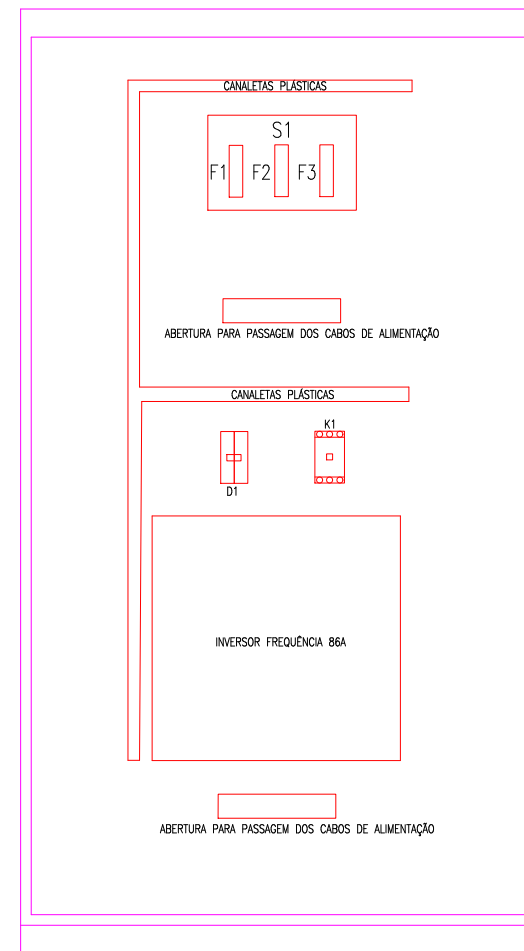 CANALETAS PLÁSTICAS
S1
F1 F2 F3
ABERTURA PARA PASSAGEM DOS CABOS DE ALIMENTAÇÃO
CANALETAS PLÁSTICAS
K1
D1
INVERSOR FREQUÊNCIA 86A
ABERTURA PARA PASSAGEM DOS CABOS DE ALIMENTAÇÃO